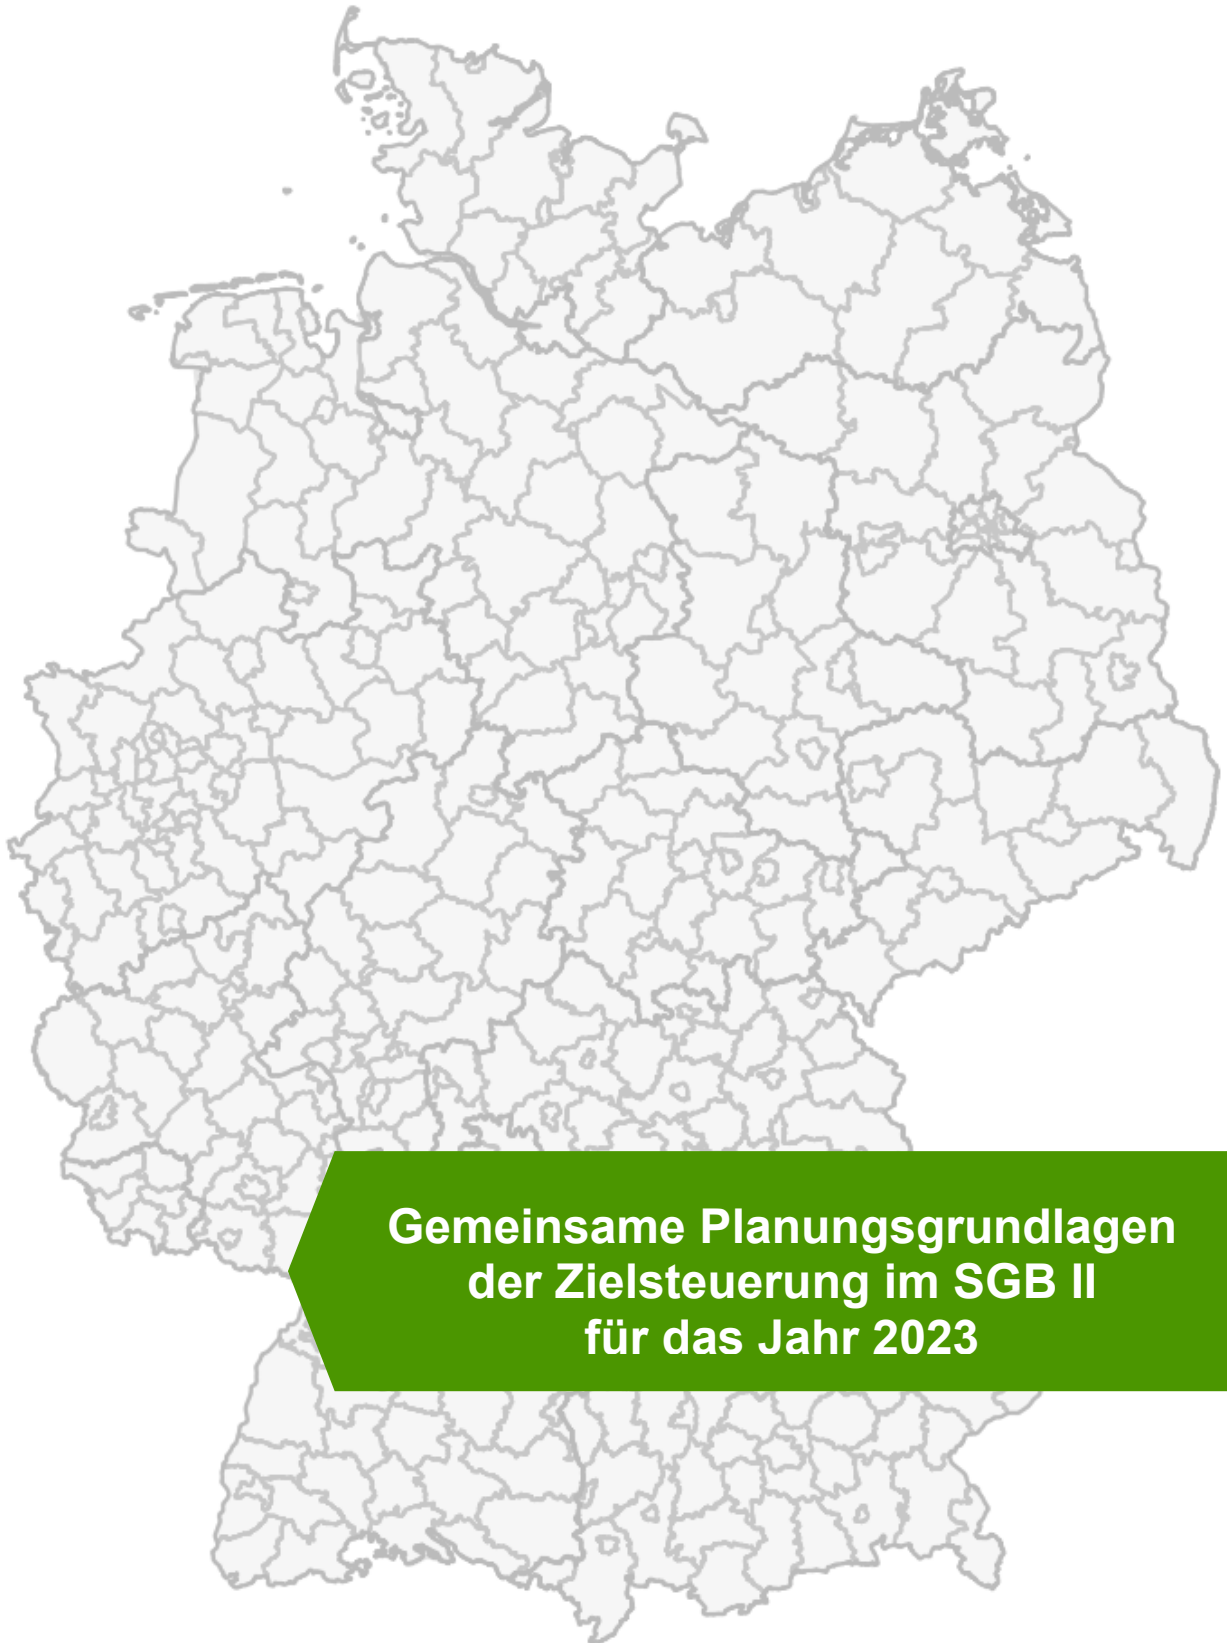 Gemeinsame Planungsgrundlagen
der Zielsteuerung im SGB II
für das Jahr 2023